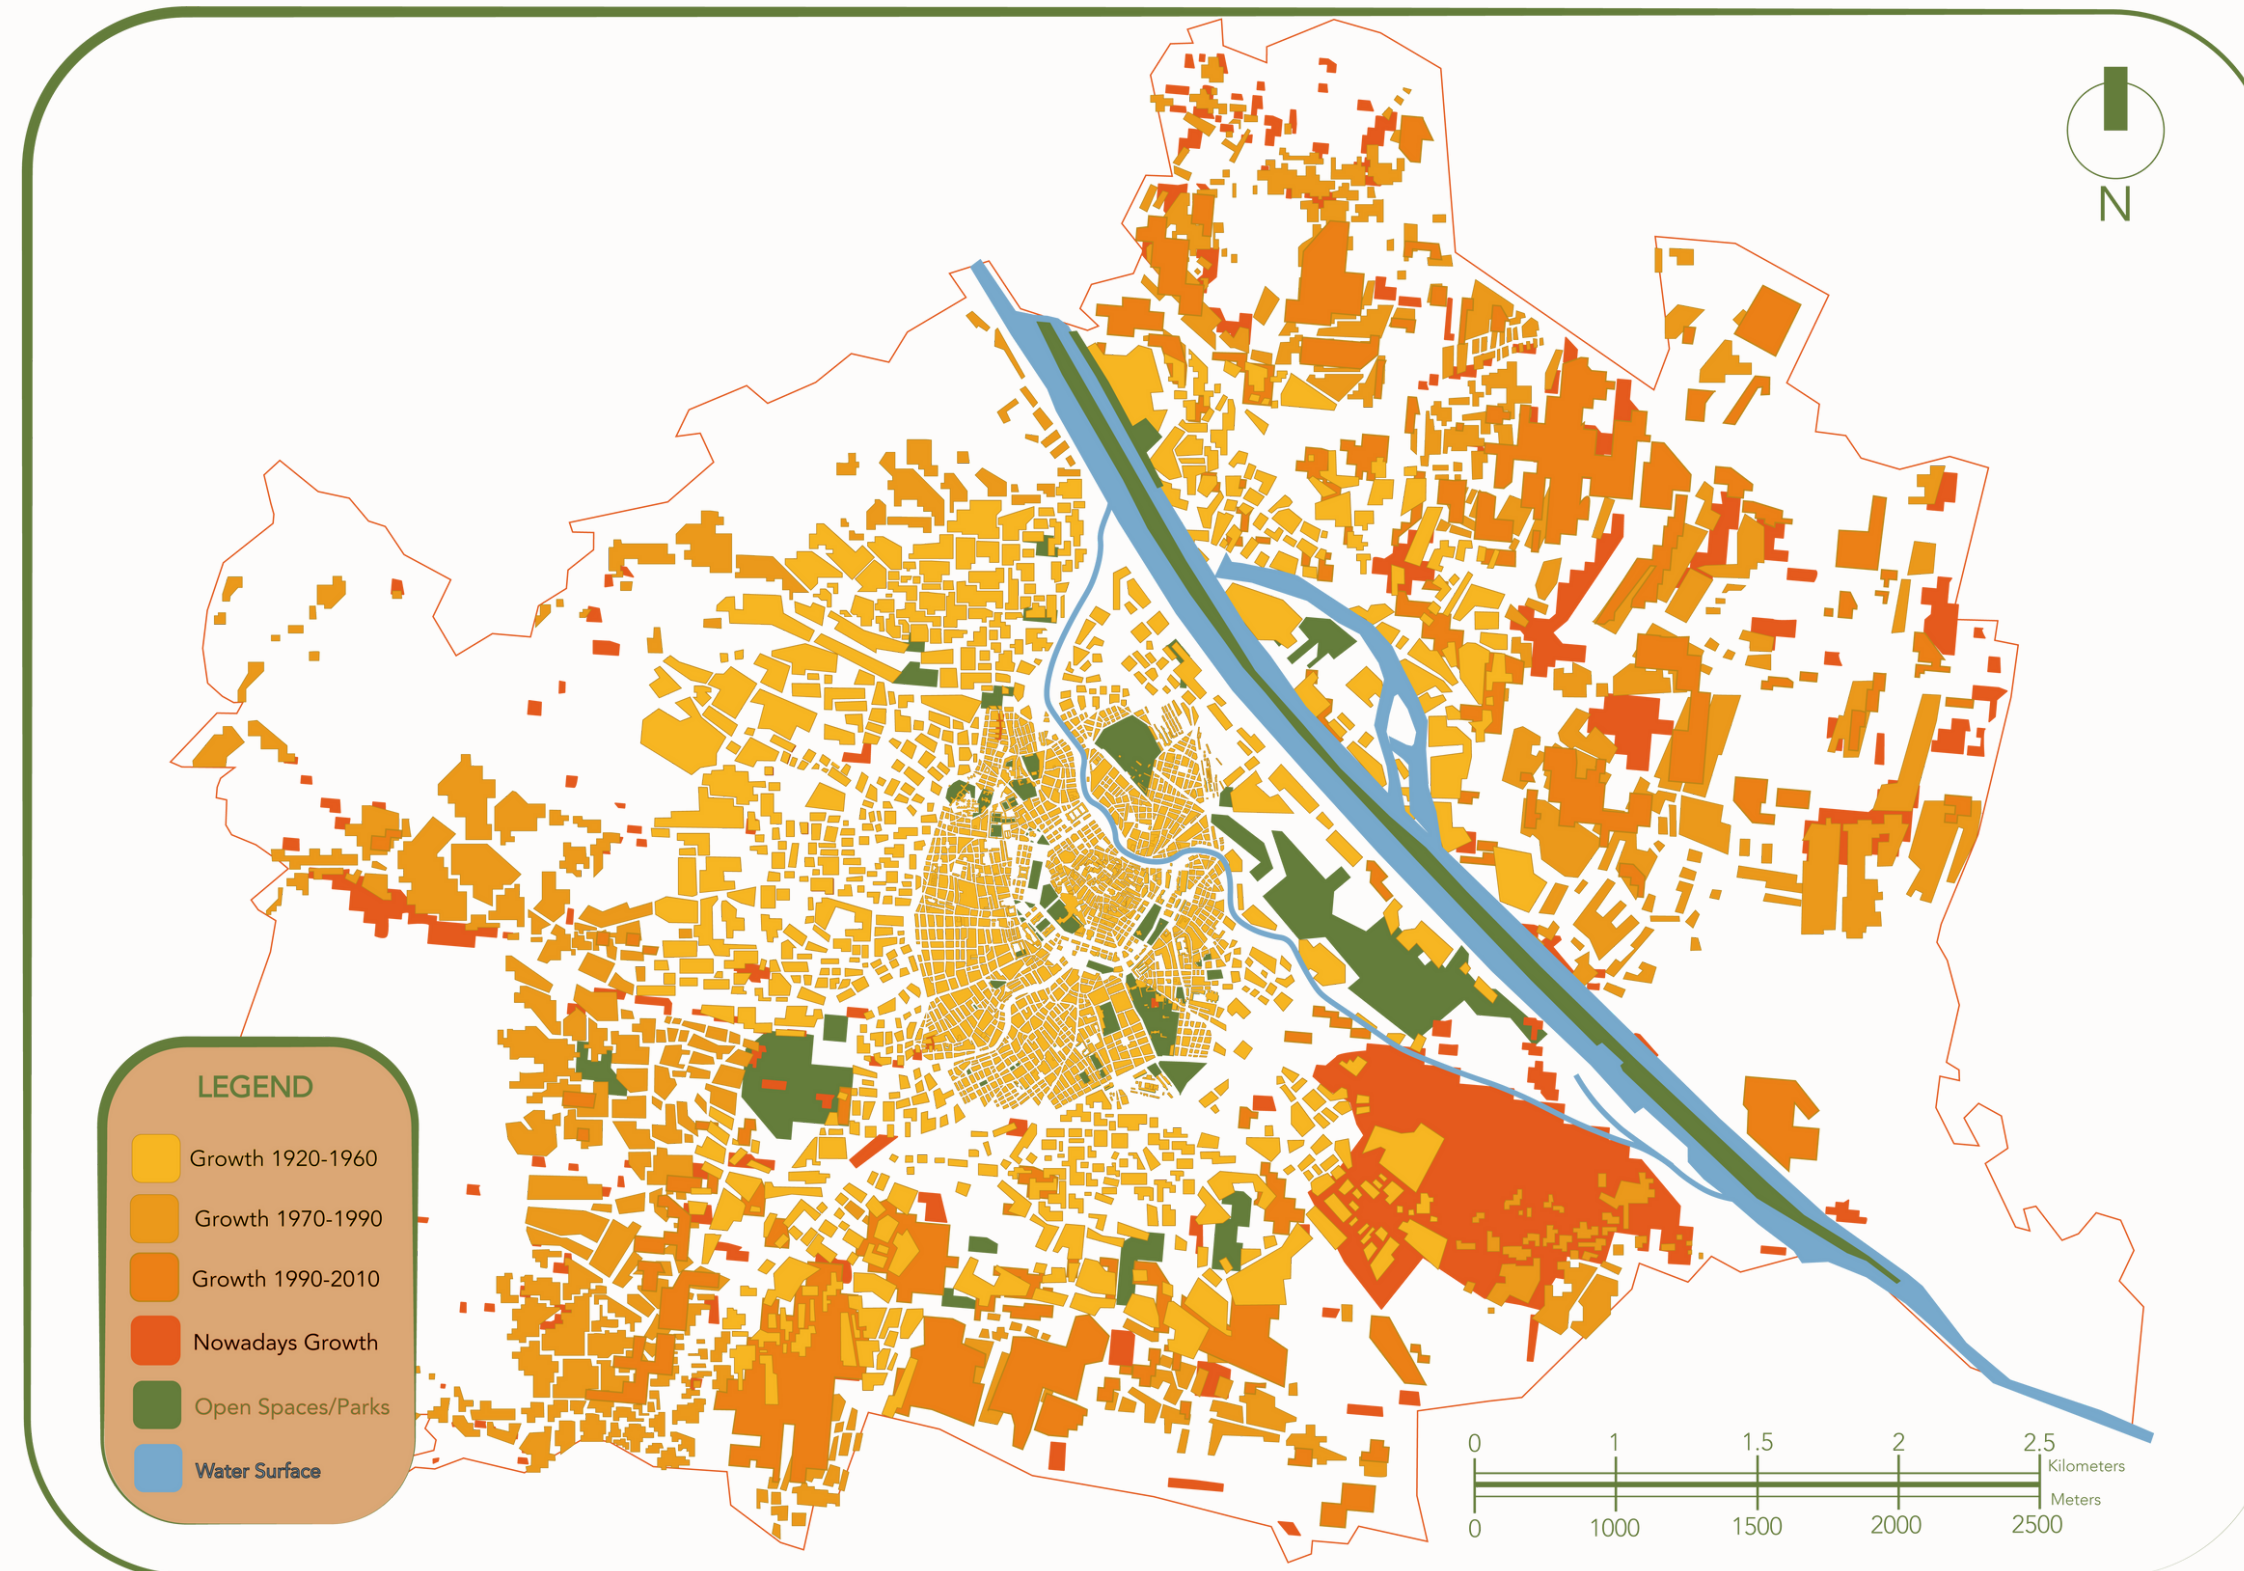 N
LEGEND
Growth 1920-1960
Growth 1970-1990
Growth 1990-2010
Nowadays Growth
Open Spaces/Parks
Water Surface
0 1 1.5 2 2.5
Kilometers
Meters
0 1000 1500 2000 2500